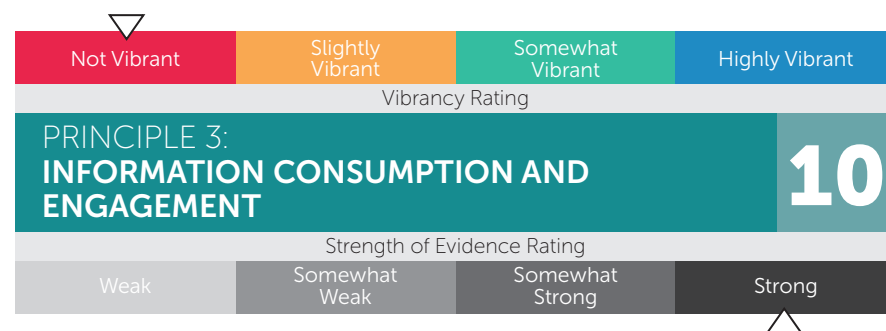 Not Vibrant
Slightly
Vibrant
Somewhat
Vibrant
Highly Vibrant
Vibrancy Rating
PRINCIPLE 3:
INFORMATION CONSUMPTION AND
ENGAGEMENT
10
Strength of Evidence Rating
Weak
Somewhat
Weak
Somewhat
Strong
Strong